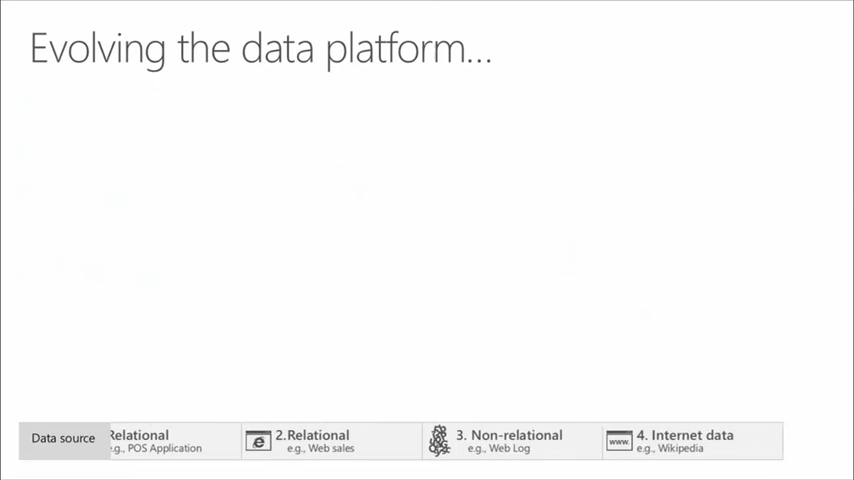 Evolving the data platform...
Data source
Relational
e.g., POS Application
2.Relational
e.g., Web sales
3. Non-relational
e.g., Web Log
www.
4. Internet data
e.g., Wikipedia